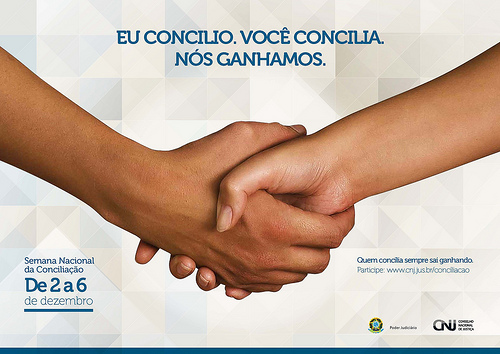 EU CONCILIO. VOCÊ CONCILIA.
NÓS GANHAMOS.
Semana Nacional
da Conciliação
De 2 a 6
de dezembro
Quem concilia sempre sai ganhando.
Participe: www.cnj.jus.br/conciliacao
Poder Judiciário
CNJ
CONSELHO
NACIONAL
DE JUSTIÇA